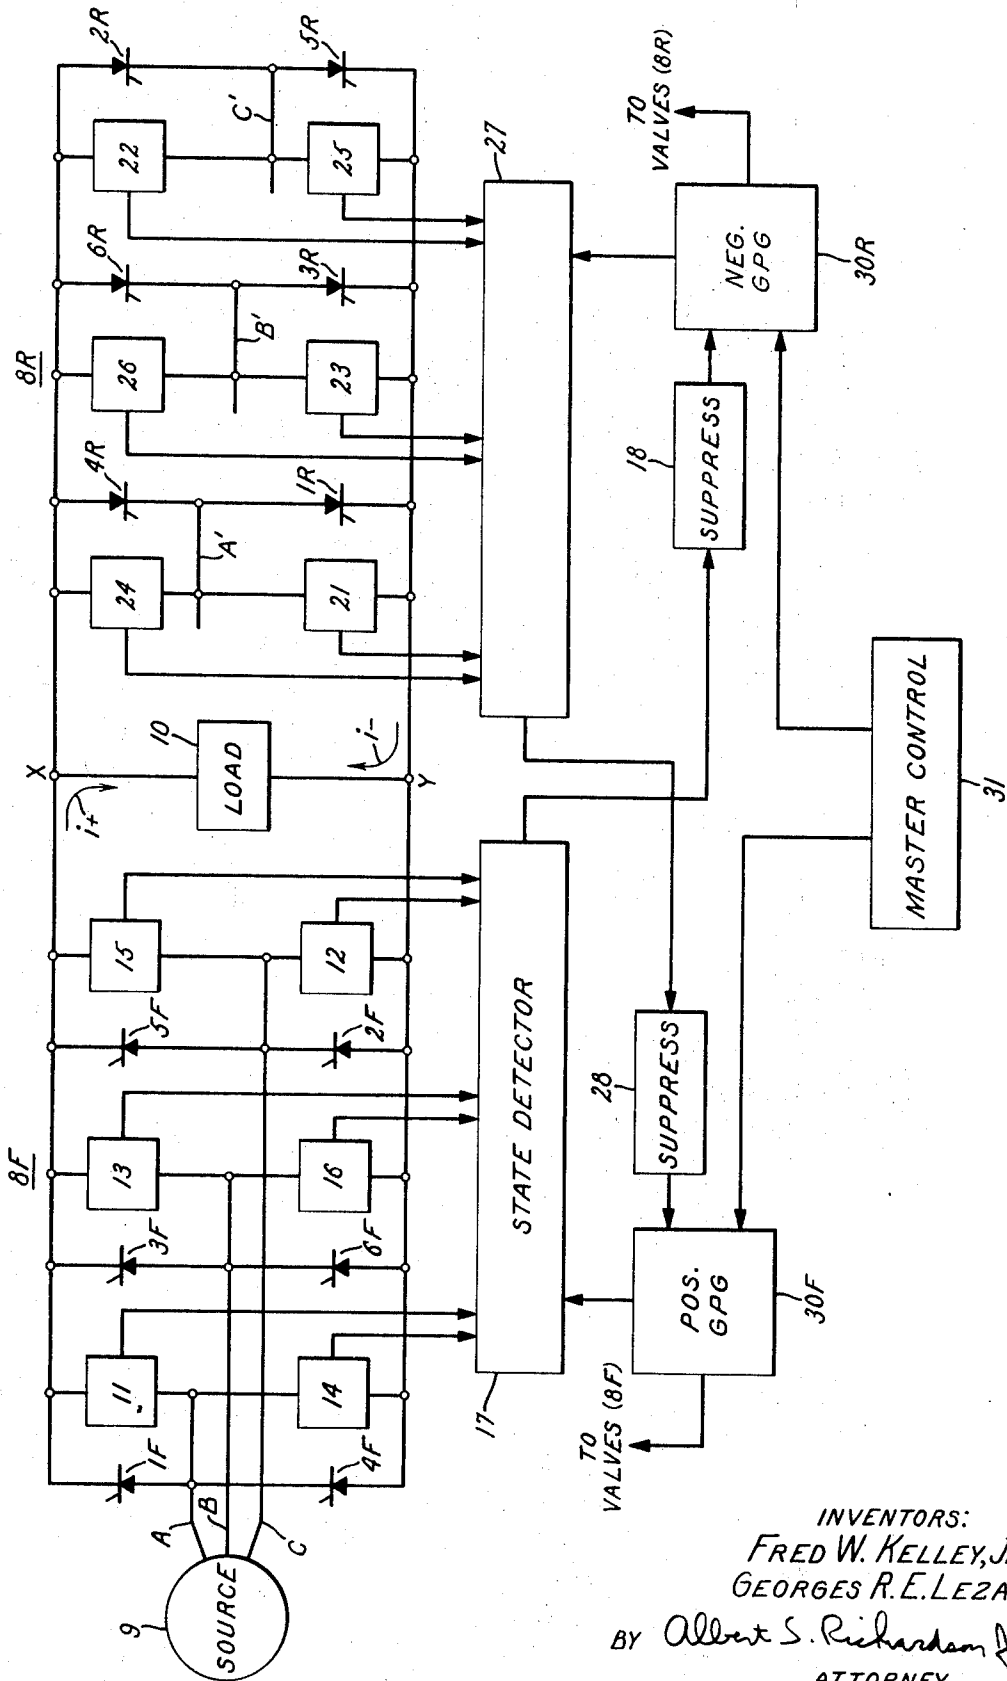 8F
8R
1F
3F
5F
X
i+
10
4R
6R
2R
11
13
15
LOAD
24
26
22
9
SOURCE
A
B
C
A'
B'
C'
14
16
12
i-
21
23
25
4F
6F
2F
Y
1R
3R
5R
17
STATE DETECTOR
27
TO
VALVES (8F)
28
SUPPRESS
18
SUPPRESS
TO
VALVES (8R)
POS.
GPG
30F
NEG.
GPG
30R
MASTER CONTROL
31
INVENTORS:
FRED W. KELLEY, J
GEORGES R.E. LEZA
BY Albert S. Richardson J
ATTORNEY